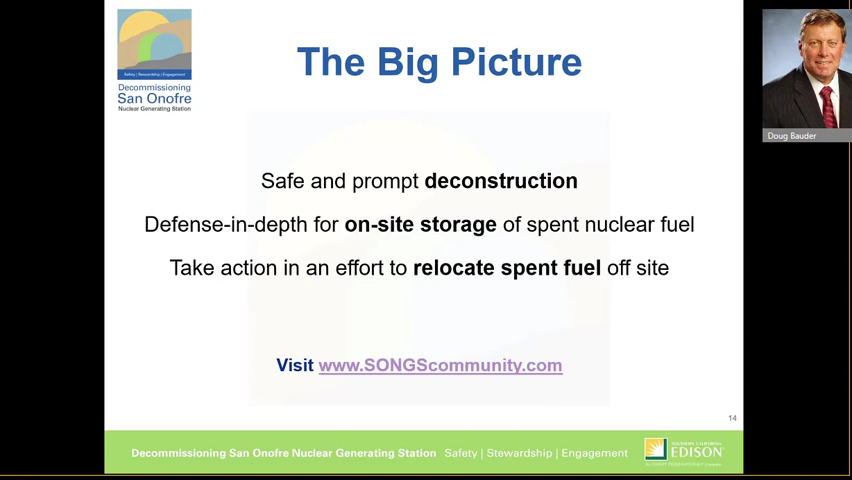 Safety | Stewardship | Engagement
Decommissioning
San Onofre
Nuclear Generating Station
The Big Picture
Doug Bauder
Safe and prompt deconstruction
Defense-in-depth for on-site storage of spent nuclear fuel
Take action in an effort to relocate spent fuel off site
Visit www.SONGScommunity.com
14
Decommissioning San Onofre Nuclear Generating Station Safety | Stewardship | Engagement
SOUTHERN CALIFORNIA
EDISON